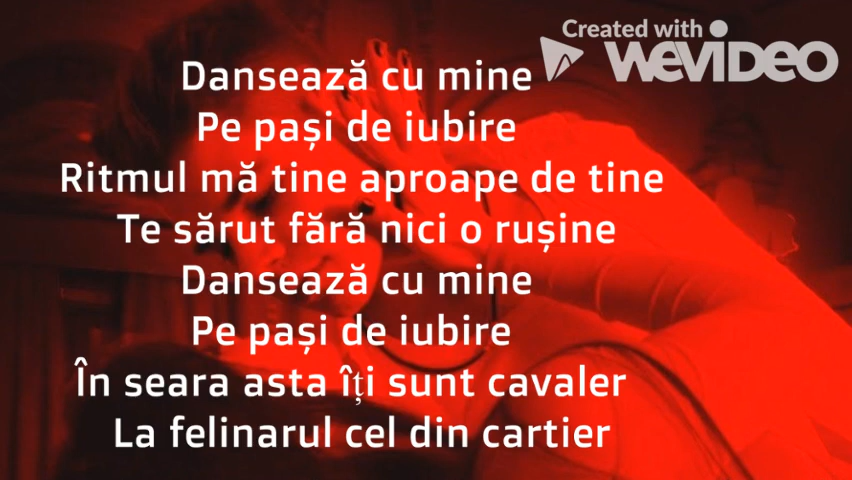 Created with
WEVIDEO
Dansează cu mine
Pe pași de iubire
Ritmul mă tine aproape de tine
Te sărut fără nici o rușine
Dansează cu mine
Pe pași de iubire
În seara asta îți sunt cavaler
La felinarul cel din cartier